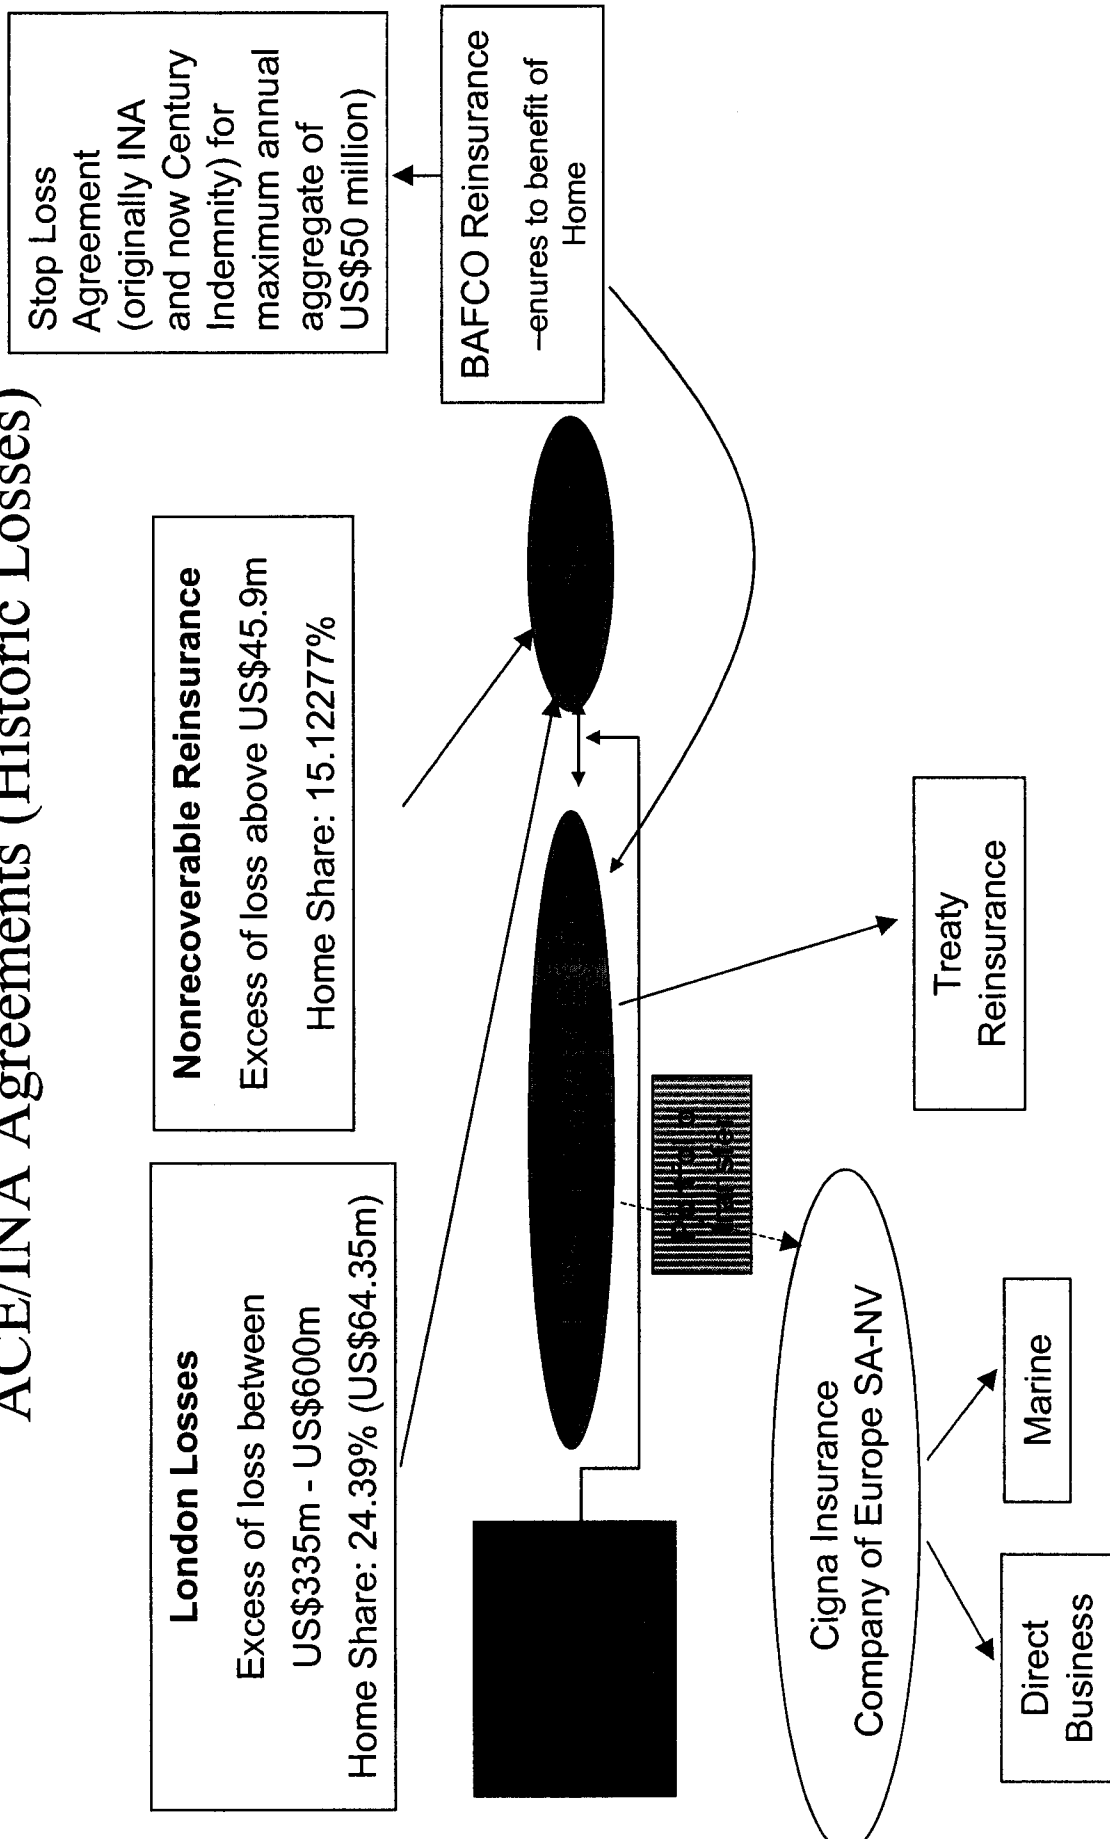 ACE/INA Agreements (Historic Losses)
London Losses
Excess of loss between
US$335m - US$600m
Home Share: 24.39% (US$64.35m)
Nonrecoverable Reinsurance
Excess of loss above US$45.9m
Home Share: 15.12277%
Stop Loss
Agreement
(originally INA
and now Century
Indemnity) for
maximum annual
aggregate of
US$50 million)
BAFCO Reinsurance
–enures to benefit of
Home
Cigna Insurance
Company of Europe SA-NV
Treaty
Reinsurance
Direct
Business
Marine